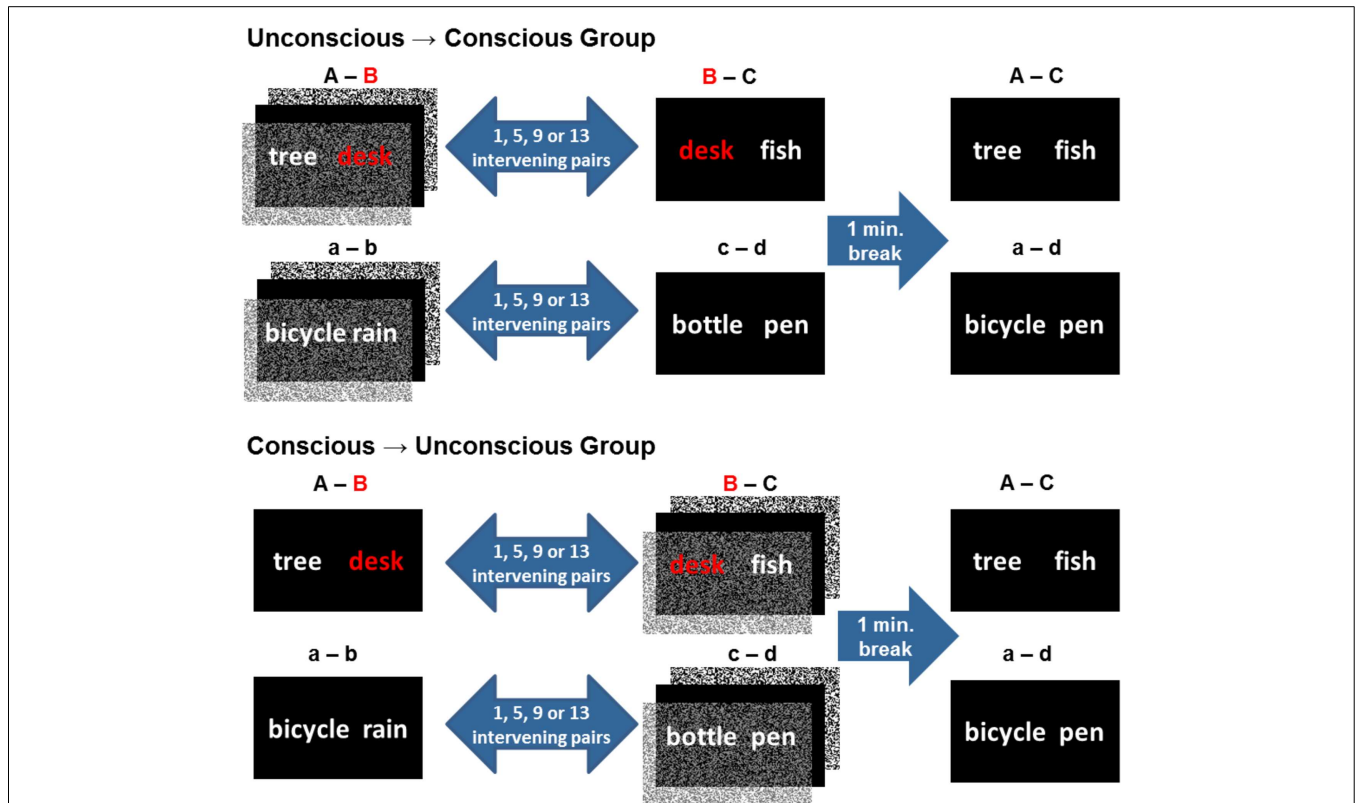 Unconscious → Conscious Group
A – B
B – C
A – C
tree desk
1, 5, 9 or 13
intervening pairs
desk fish
tree fish
1 min.
break
a – b
c – d
a – d
bicycle rain
1, 5, 9 or 13
intervening pairs
bottle pen
bicycle pen
Conscious → Unconscious Group
A – B
B – C
A – C
tree desk
1, 5, 9 or 13
intervening pairs
desk fish
tree fish
1 min.
break
a – b
c – d
a – d
bicycle rain
1, 5, 9 or 13
intervening pairs
bottle pen
bicycle pen